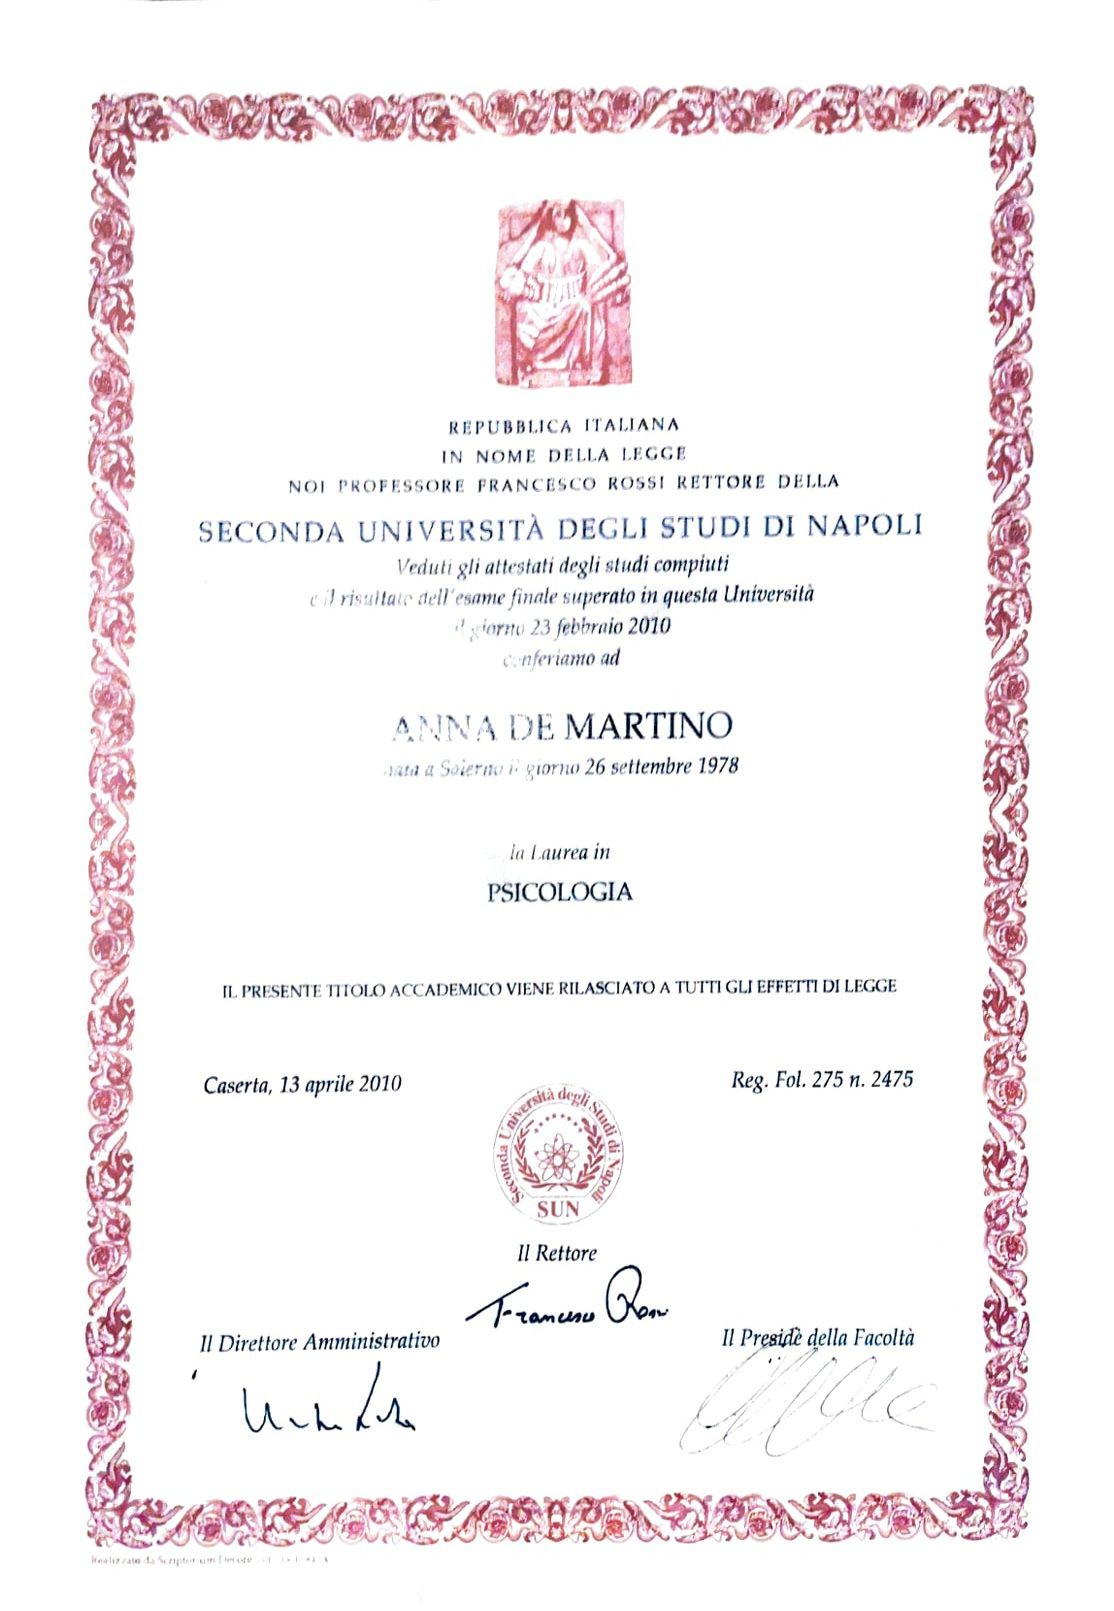 REPUBBLICA ITALIANA
IN NOME DELLA LEGGE
NOI PROFESSORE FRANCESCO ROSSI RETTORE DELLA
SECONDA UNIVERSITÀ DEGLI STUDI DI NAPOLI
Veduti gli attestati degli studi compiuti
e il risultato dell'esame finale superato in questa Università
il giorno 23 febbraio 2010
conferiamo ad
ANNA DE MARTINO
nata a Salerno il giorno 26 settembre 1978
la Laurea in
PSICOLOGIA
IL PRESENTE TITOLO ACCADEMICO VIENE RILASCIATO A TUTTI GLI EFFETTI DI LEGGE
Caserta, 13 aprile 2010
Reg. Fol. 275 n. 2475
Seconda Università degli Studi di Napoli
SUN
Il Rettore
Francesco Rossi
Il Direttore Amministrativo
Il Preside della Facoltà
Realizzato da Scriptorium Decore